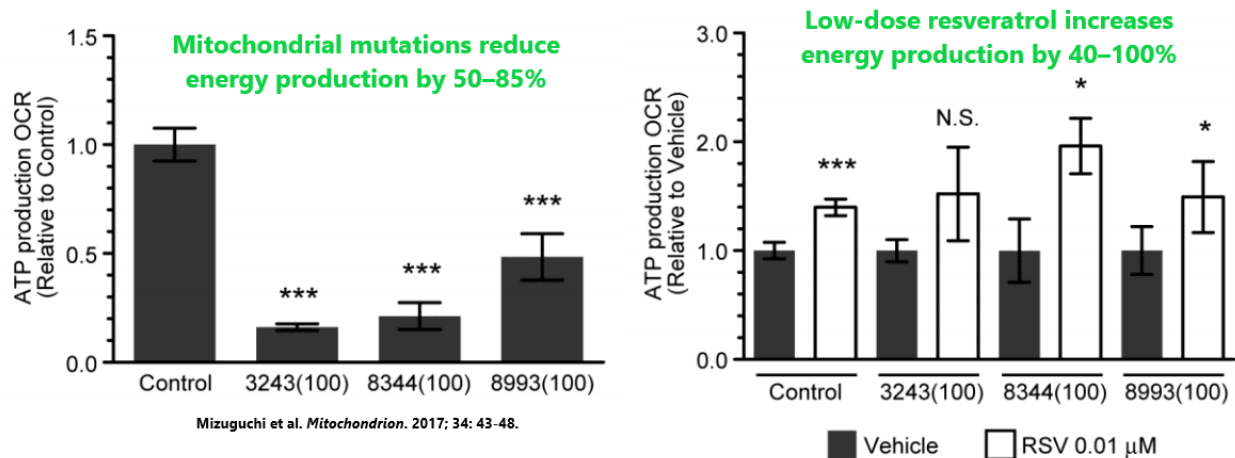 Mitochondrial mutations reduce
energy production by 50–85%
ATP production OCR
(Relative to Control)
1.5
1.0
0.5
0.0
***
***
***
Control 3243(100) 8344(100) 8993(100)
Mizuguchi et al. Mitochondrion. 2017; 34: 43-48.
Low-dose resveratrol increases
energy production by 40–100%
ATP production OCR
(Relative to Vehicle)
3.0
2.0
1.0
0.0
***
N.S.
*
*
Control 3243(100) 8344(100) 8993(100)
Vehicle RSV 0.01 μM